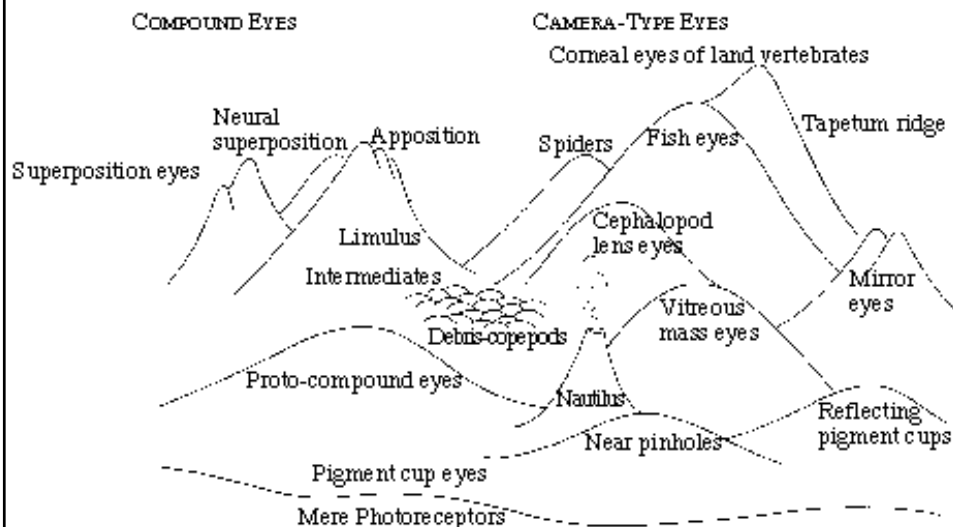 COMPOUND EYES
CAMERA-TYPE EYES
Corneal eyes of land vertebrates
Neural
superposition
Apposition
Spiders
Fish eyes
Tapetum ridge
Superposition eyes
Limulus
Cephalopod
lens eyes
Intermediates
Mirror
eyes
Vitreous
mass eyes
Debris-copepods
Proto-compound eyes
Nautilus
Reflecting
pigment cups
Near pinholes
Pigment cup eyes
Mere Photoreceptors